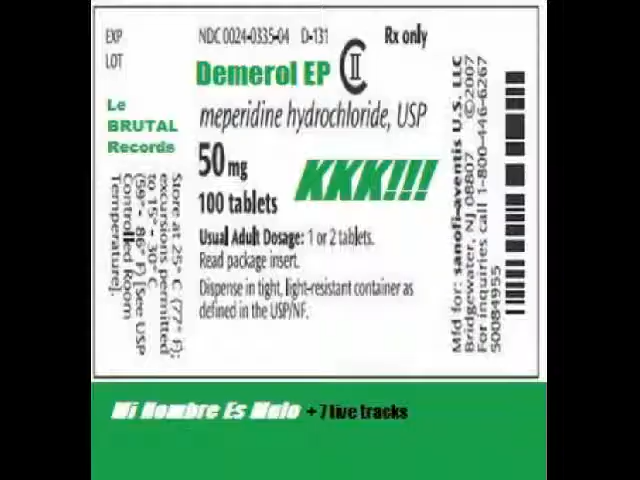 EXP
LOT
NDC 0024-0335-04 D-131
Rx only
Demerol EP CII
meperidine hydrochloride, USP
Le
BRUTAL
Records
50 mg
KKK!!!
100 tablets
Usual Adult Dosage: 1 or 2 tablets.
Read package insert.
Dispense in tight, light-resistant container as
defined in the USP/NF.
Store at 25° C (77° F);
excursions permitted
to 15° - 30° C
(59° - 86° F) [See USP
Controlled Room
Temperature].
Mfd for: sanofi-aventis U.S. LLC
Bridgewater, NJ 08807 ©2007
For inquiries call 1-800-446-6267
50084955
Mi Nombre Es Malo + 7 live tracks